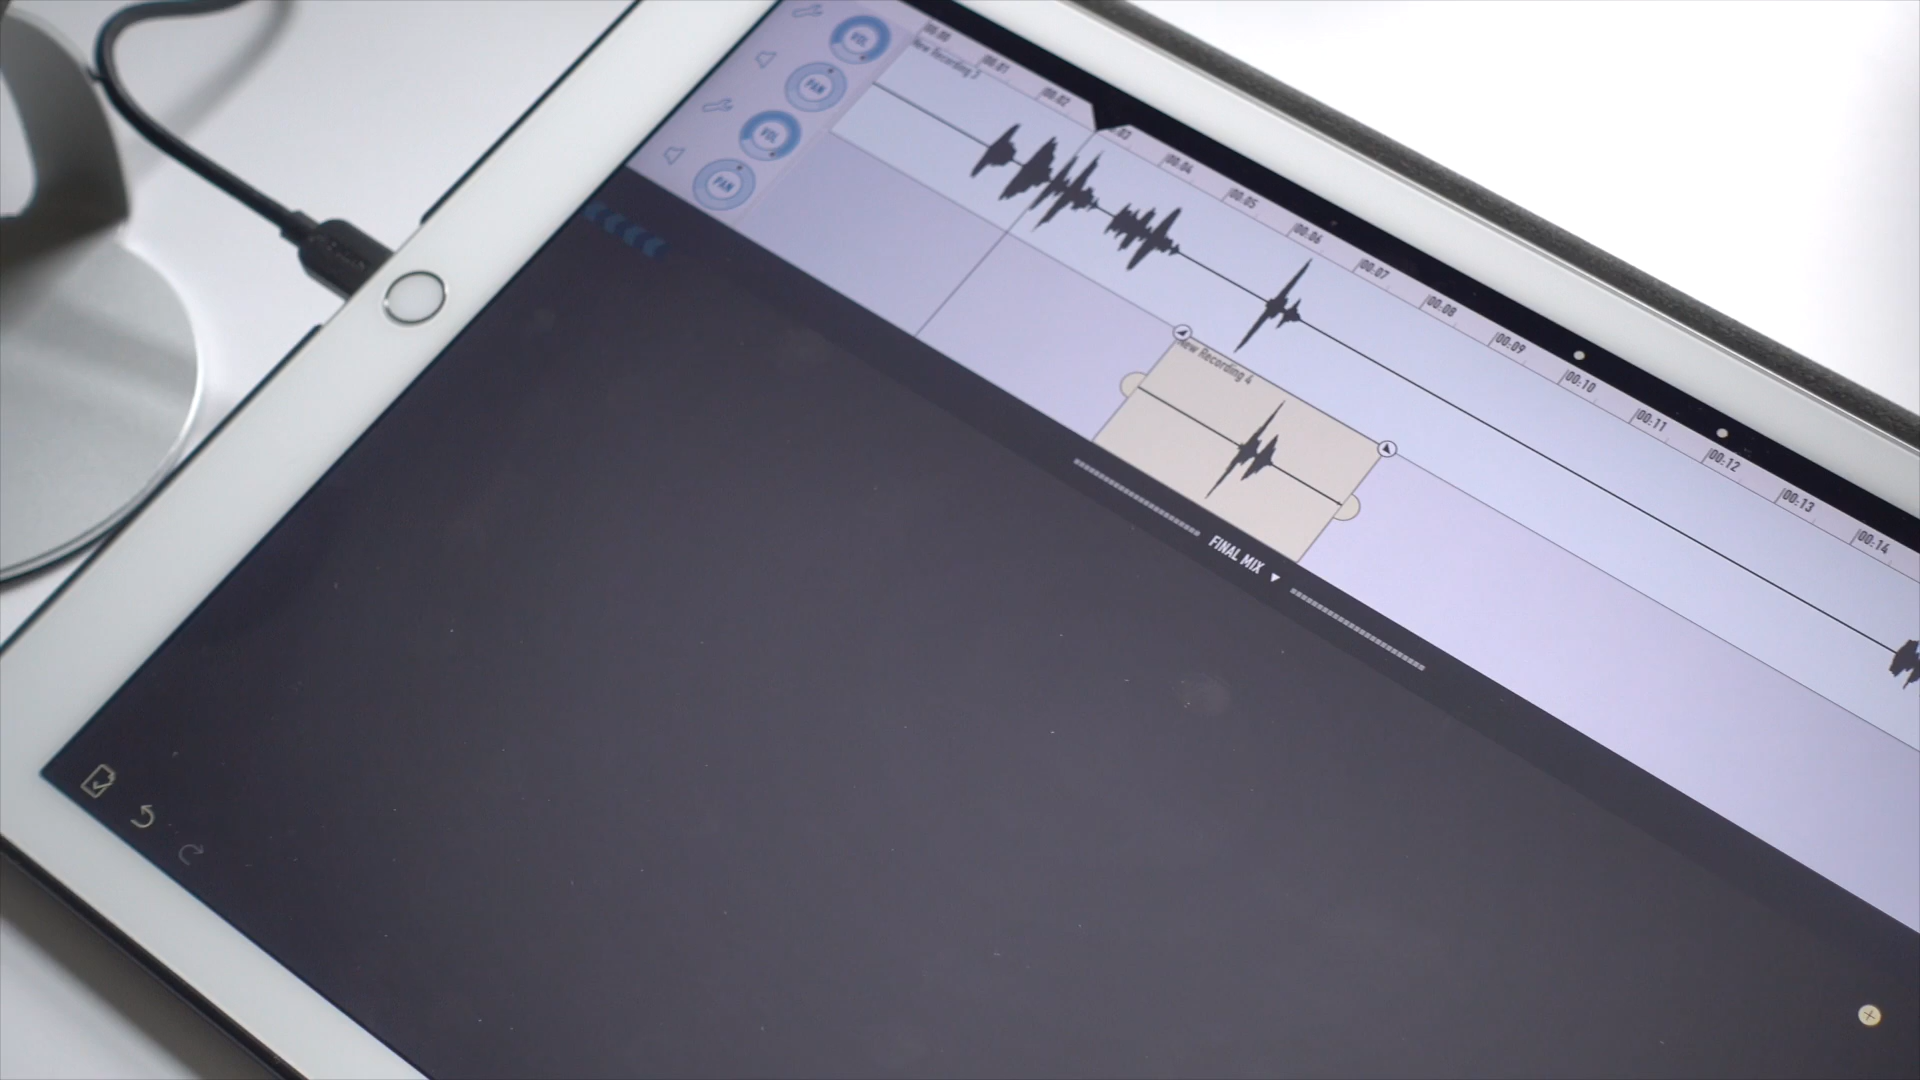 VOL
PAN
VOL
PAN
00:00
00:01
00:02
:03
00:04
00:05
00:06
00:07
00:08
00:09
00:10
00:11
00:12
00:13
00:14
New Recording 3
New Recording 4
FINAL MIX